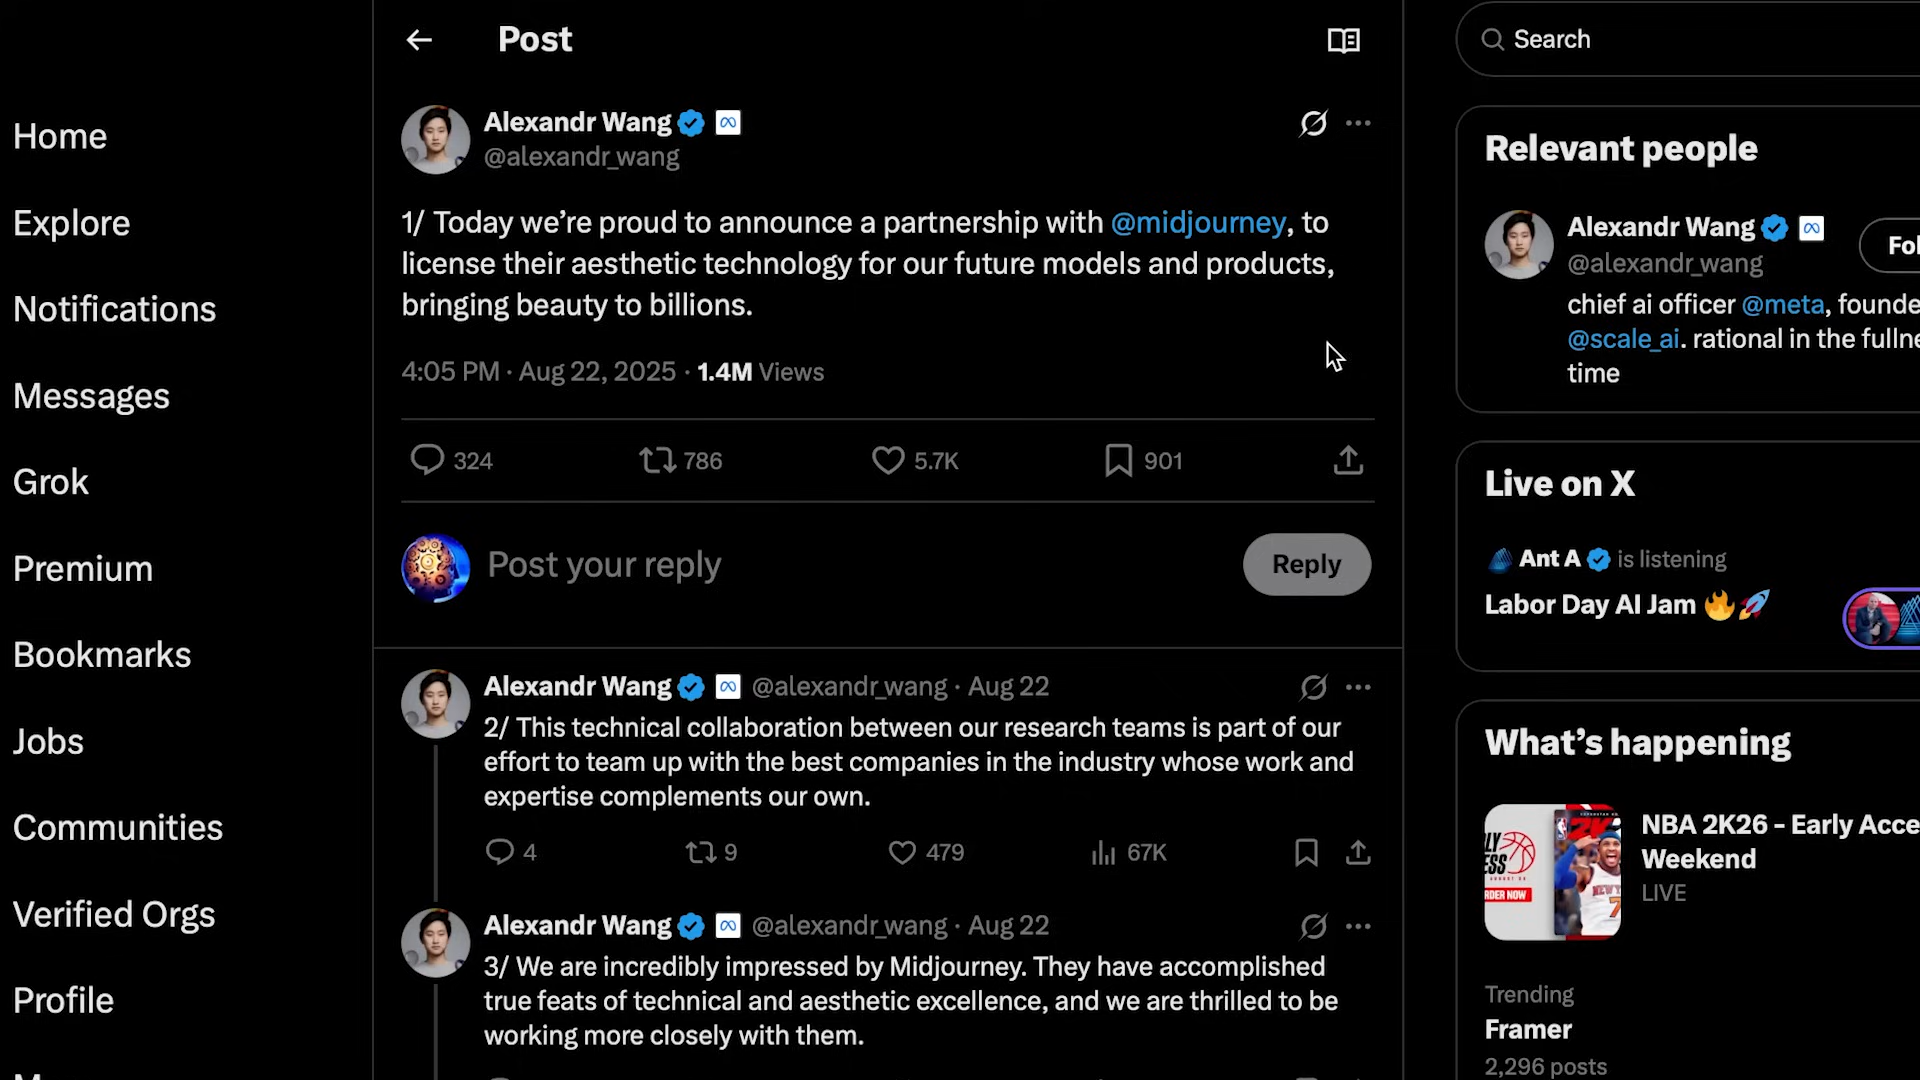 Home
Explore
Notifications
Messages
Grok
Premium
Bookmarks
Jobs
Communities
Verified Orgs
Profile
Post
Alexandr Wang
@alexandr_wang
1/ Today we’re proud to announce a partnership with @midjourney, to
license their aesthetic technology for our future models and products,
bringing beauty to billions.
4:05 PM · Aug 22, 2025 · 1.4M Views
324 786 5.7K 901
Post your reply
Reply
Alexandr Wang @alexandr_wang · Aug 22
2/ This technical collaboration between our research teams is part of our
effort to team up with the best companies in the industry whose work and
expertise complements our own.
4 9 479 67K
Alexandr Wang @alexandr_wang · Aug 22
3/ We are incredibly impressed by Midjourney. They have accomplished
true feats of technical and aesthetic excellence, and we are thrilled to be
working more closely with them.
Search
Relevant people
Alexandr Wang
Fol
@alexandr_wang
chief ai officer @meta, founde
@scale_ai. rational in the fullne
time
Live on X
Ant A is listening
Labor Day AI Jam 🔥🚀
What’s happening
NBA 2K26 - Early Acce
Weekend
LIVE
Trending
Framer
2,296 posts